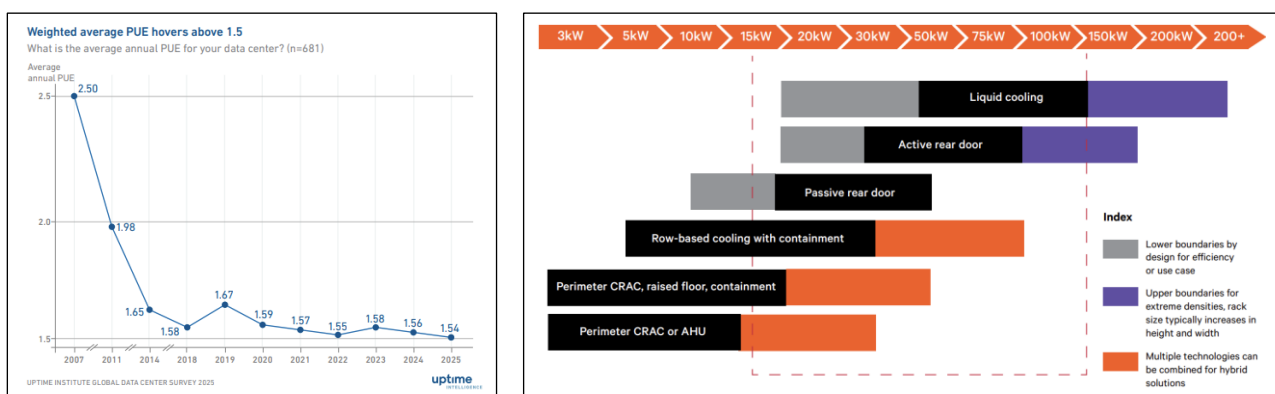 Weighted average PUE hovers above 1.5
What is the average annual PUE for your data center? (n=681)
Average
annual PUE
2.5
2.0
1.5
2.50
1.98
1.65
1.58
1.67
1.59
1.57
1.55
1.58
1.56
1.54
2007 2011 2014 2018 2019 2020 2021 2022 2023 2024 2025
UPTIME INSTITUTE GLOBAL DATA CENTER SURVEY 2025
uptime
INTELLIGENCE
3kW 5kW 10kW 15kW 20kW 30kW 50kW 75kW 100kW 150kW 200kW 200+
Liquid cooling
Active rear door
Passive rear door
Row-based cooling with containment
Perimeter CRAC, raised floor, containment
Perimeter CRAC or AHU
Index
Lower boundaries by
design for efficiency
or use case
Upper boundaries for
extreme densities, rack
size typically increases in
height and width
Multiple technologies can
be combined for hybrid
solutions